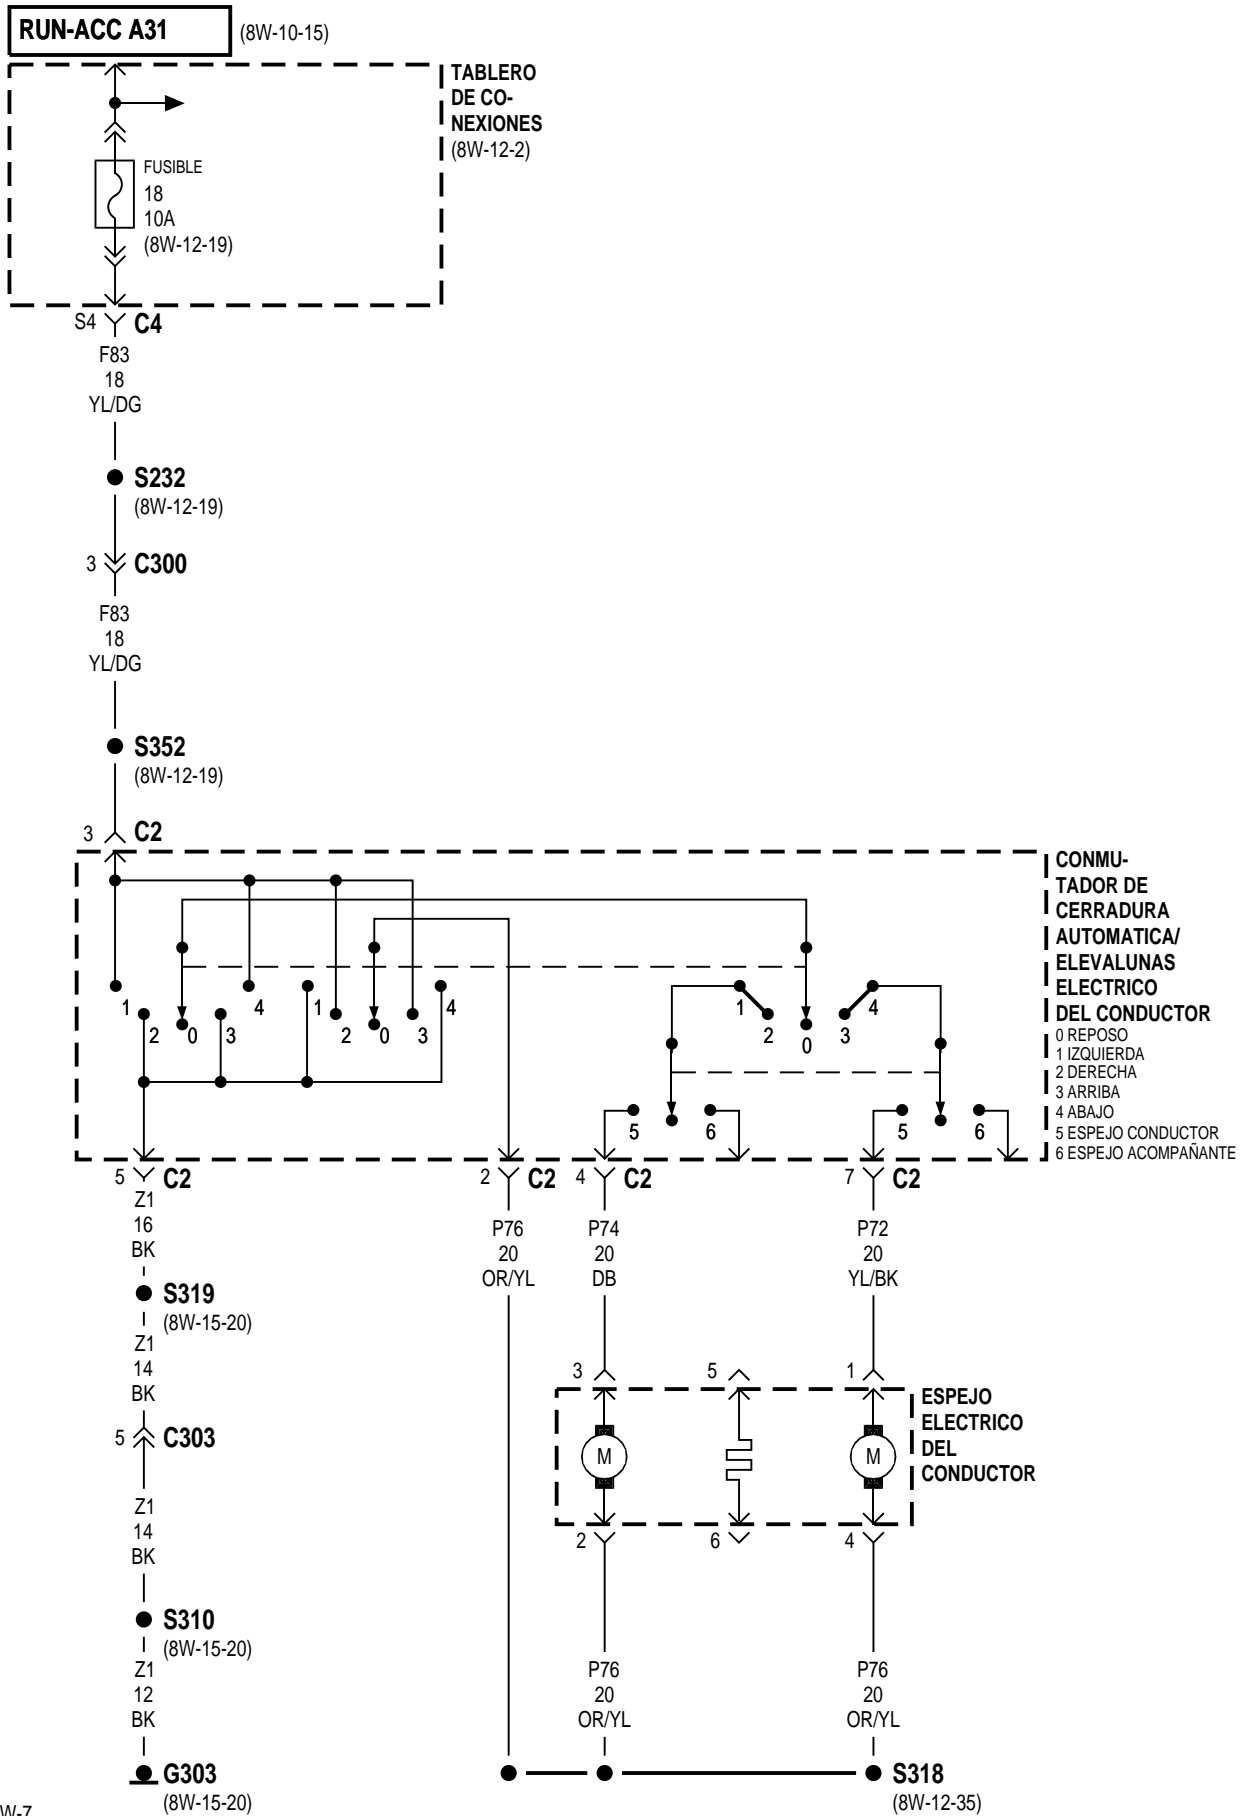 RUN-ACC A31 (8W-10-15)
TABLERO
DE CO-
NEXIONES
(8W-12-2)
FUSIBLE
18
10A
(8W-12-19)
S4 C4
F83
18
YL/DG
S232
(8W-12-19)
3 C300
F83
18
YL/DG
S352
(8W-12-19)
3 C2
CONMU-
TADOR DE
CERRADURA
AUTOMATICA/
ELEVALUNAS
ELECTRICO
DEL CONDUCTOR
0 REPOSO
1 IZQUIERDA
2 DERECHA
3 ARRIBA
4 ABAJO
5 ESPEJO CONDUCTOR
6 ESPEJO ACOMPAÑANTE
1 2 0 3 4 1 2 0 3 4 1 2 0 3 4
5 6 5 6
5 C2 2 C2 4 C2 7 C2
Z1
16
BK
P76
20
OR/YL
P74
20
DB
P72
20
YL/BK
S319
(8W-15-20)
Z1
14
BK
3 5 1
ESPEJO
ELECTRICO
DEL
CONDUCTOR
M M
5 C303
2 6 4
Z1
14
BK
S310
(8W-15-20)
Z1
12
BK
P76
20
OR/YL
P76
20
OR/YL
G303
(8W-15-20)
S318
(8W-12-35)